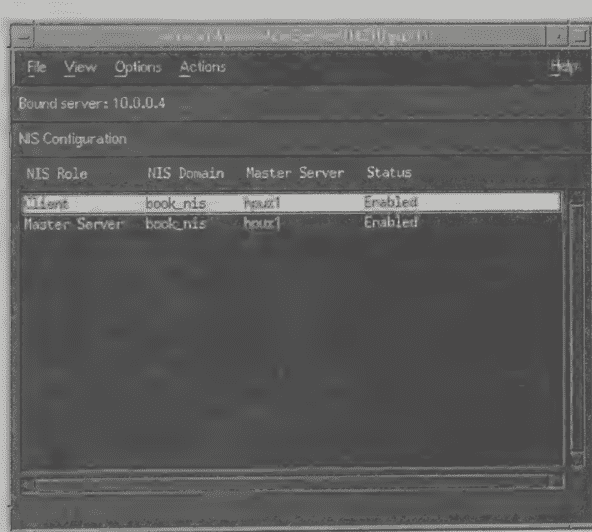 File View Options Actions Help
Bound server: 10.0.0.4
NIS Configuration
NIS Role NIS Domain Master Server Status
Client book_nis hpux1 Enabled
Master Server book_nis hpux1 Enabled